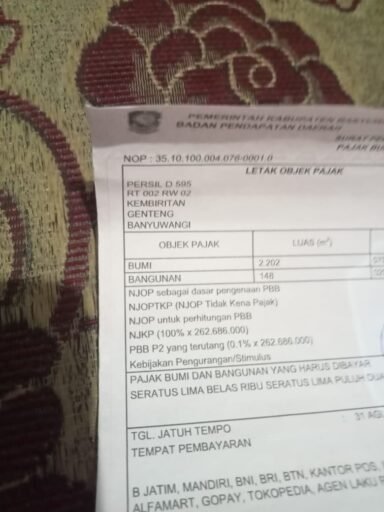 PEMERINTAH KABUPATEN
BADAN PENDAPATAN DAERAH
SURAT
PAJAK
NOP : 35.10.100.004.076-0001.0
LETAK OBJEK PAJAK
PERSIL D 595
RT 002 RW 02
KEMBIRITAN
GENTENG
BANYUWANGI
OBJEK PAJAK LUAS (m²)
BUMI 2.202
BANGUNAN 148
NJOP sebagai dasar pengenaan PBB
NJOPTKP (NJOP Tidak Kena Pajak)
NJOP untuk perhitungan PBB
NJKP (100% x 262.686.000)
PBB P2 yang terutang (0.1% x 262.686.000)
Kebijakan Pengurangan/Stimulus
PAJAK BUMI DAN BANGUNAN YANG HARUS DIBAYAR
SERATUS LIMA BELAS RIBU SERATUS LIMA PULUH DUA
TGL. JATUH TEMPO 31
TEMPAT PEMBAYARAN
B JATIM, MANDIRI, BNI, BRI, BTN, KANTOR POS,
ALFAMART, GOPAY, TOKOPEDIA, AGEN LAKU